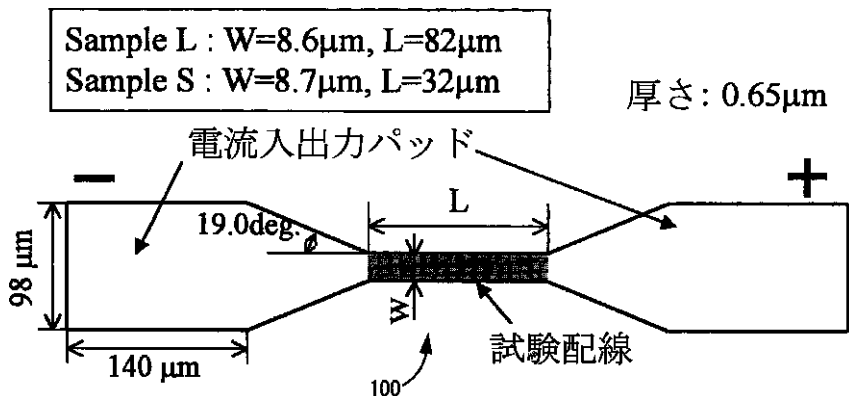 Sample L : W=8.6μm, L=82μm
Sample S : W=8.7μm, L=32μm
厚さ: 0.65μm
電流入出力パッド
− +
19.0deg.
L
98 μm
W
試験配線
140 μm
100